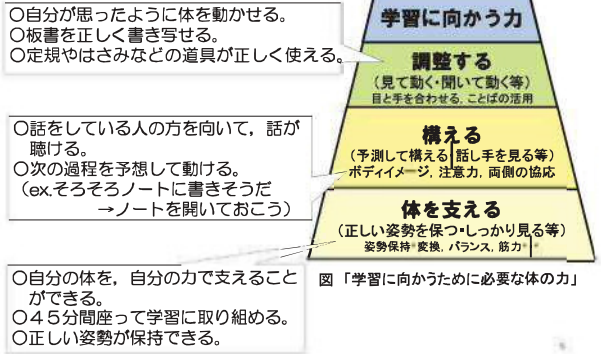 〇自分が思ったように体を動かせる。
〇板書を正しく書き写せる。
〇定規やはさみなどの道具が正しく使える。
学習に向かう力
調整する
（見て動く・聞いて動く等）
目と手を合わせる，ことばの活用
〇話をしている人の方を向いて，話が
聴ける。
〇次の過程を予想して動ける。
（ex.そろそろノートに書きそうだ
→ノートを開いておこう）
構える
（予測して構える・話し手を見る等）
ボディイメージ，注意力，両側の協応
体を支える
（正しい姿勢を保つ・しっかり見る等）
姿勢保持・変換，バランス，筋力
〇自分の体を，自分の力で支えること
ができる。
〇４５分間座って学習に取り組める。
〇正しい姿勢が保持できる。
図「学習に向かうために必要な体の力」